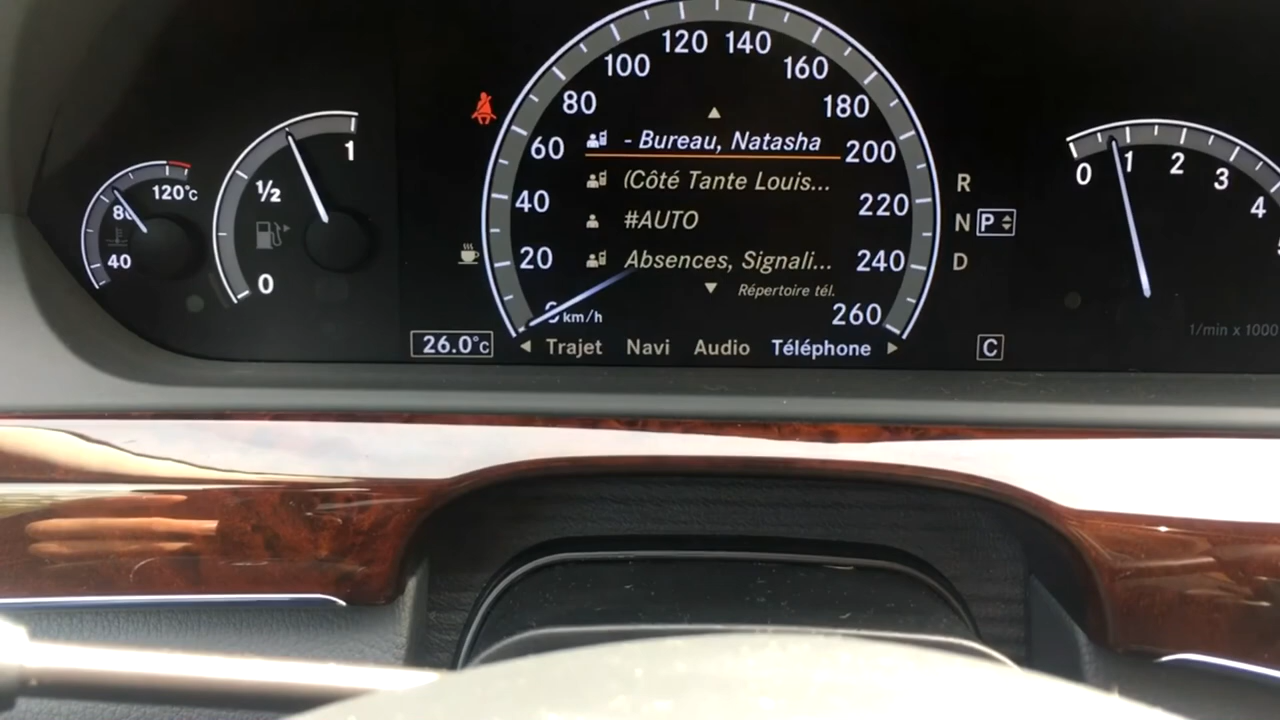 120°C
80
40
1
½
0
26.0°C
0 km/h
20
40
60
80
100
120
140
160
180
200
220
240
260
- Bureau, Natasha
(Côté Tante Louis...
#AUTO
Absences, Signali...
Répertoire tél.
Trajet Navi Audio Téléphone
R
N P
D
C
0
1
2
3
4
1/min x 1000